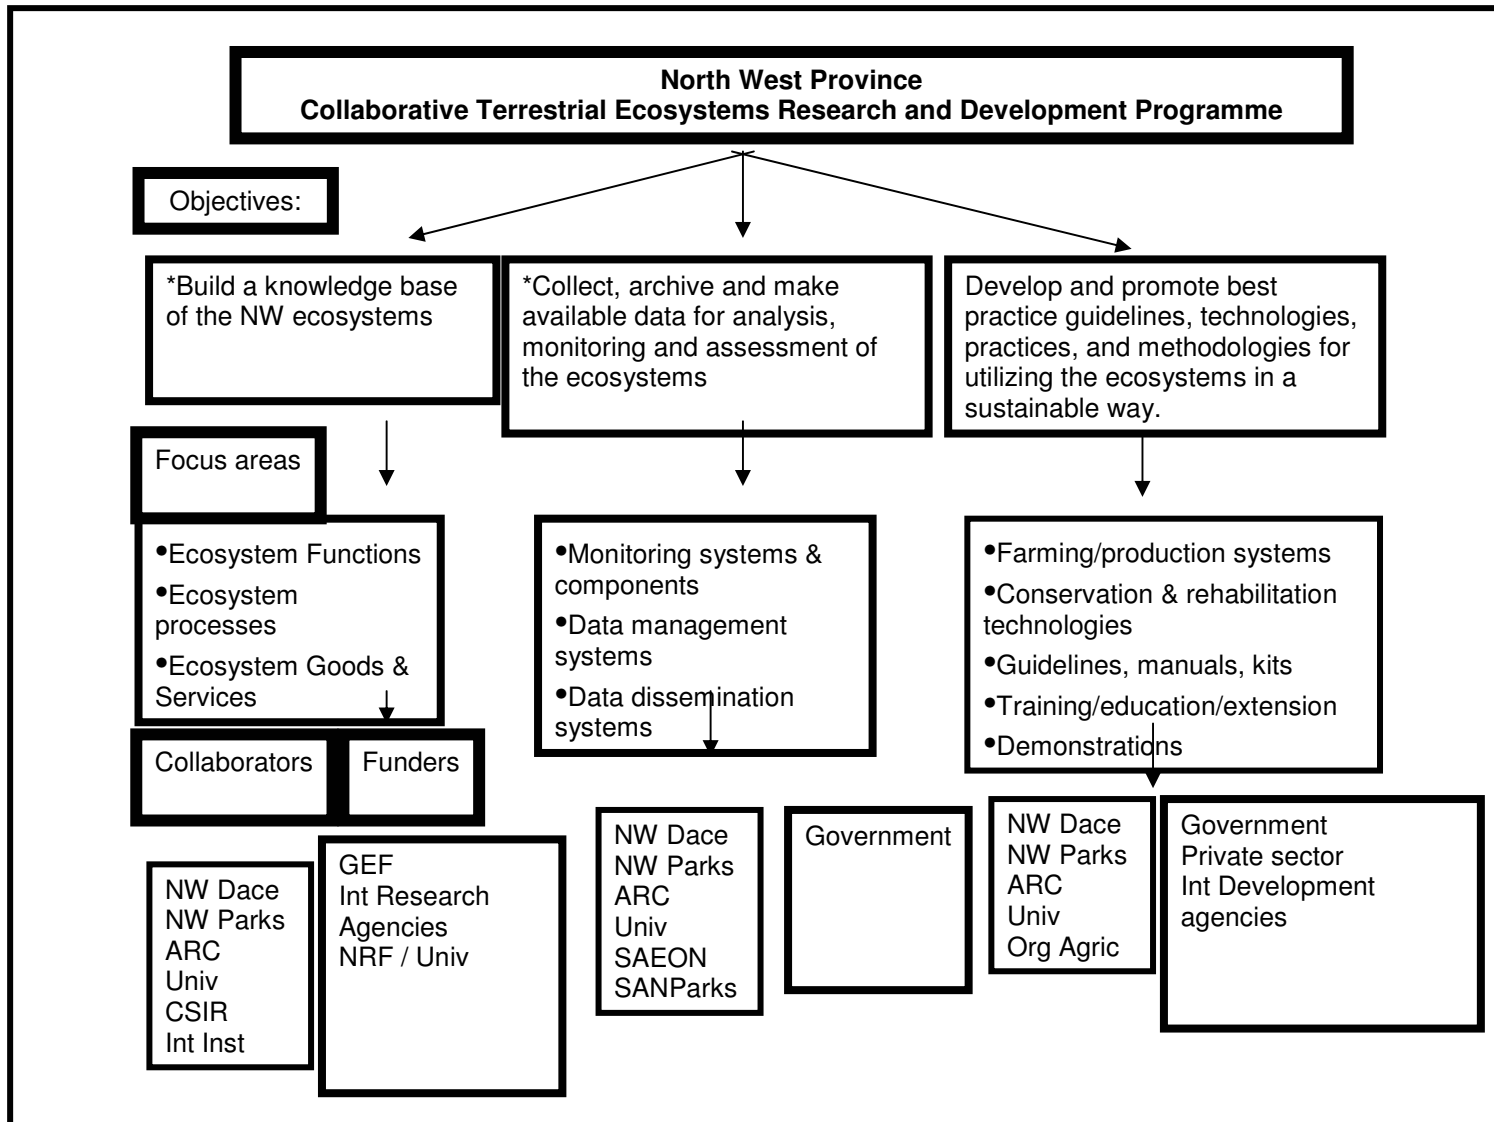 North West Province
Collaborative Terrestrial Ecosystems Research and Development Programme
Objectives:
*Build a knowledge base
of the NW ecosystems
*Collect, archive and make
available data for analysis,
monitoring and assessment of
the ecosystems
Develop and promote best
practice guidelines, technologies,
practices, and methodologies for
utilizing the ecosystems in a
sustainable way.
Focus areas
•Ecosystem Functions
•Ecosystem
processes
•Ecosystem Goods &
Services
•Monitoring systems &
components
•Data management
systems
•Data dissemination
systems
•Farming/production systems
•Conservation & rehabilitation
technologies
•Guidelines, manuals, kits
•Training/education/extension
•Demonstrations
Collaborators
Funders
NW Dace
NW Parks
ARC
Univ
CSIR
Int Inst
GEF
Int Research
Agencies
NRF / Univ
NW Dace
NW Parks
ARC
Univ
SAEON
SANParks
Government
NW Dace
NW Parks
ARC
Univ
Org Agric
Government
Private sector
Int Development
agencies